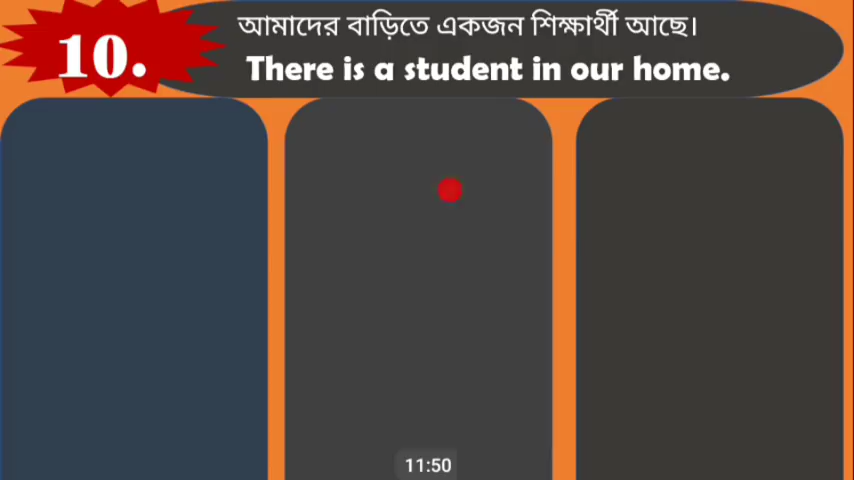 10.
আমাদের বাড়িতে একজন শিক্ষার্থী আছে।
There is a student in our home.
11:50